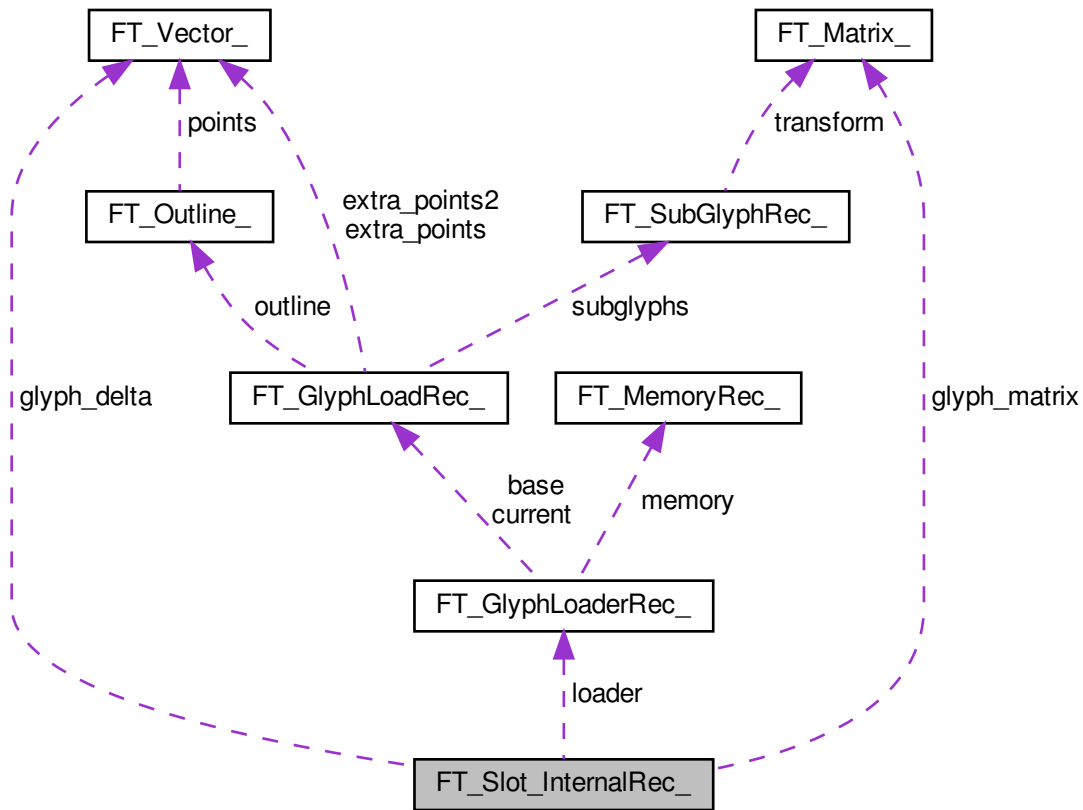 FT_Vector_
FT_Matrix_
points
transform
extra_points2
extra_points
FT_Outline_
FT_SubGlyphRec_
outline
subglyphs
glyph_delta
FT_GlyphLoadRec_
FT_MemoryRec_
glyph_matrix
base
current
memory
FT_GlyphLoaderRec_
loader
FT_Slot_InternalRec_